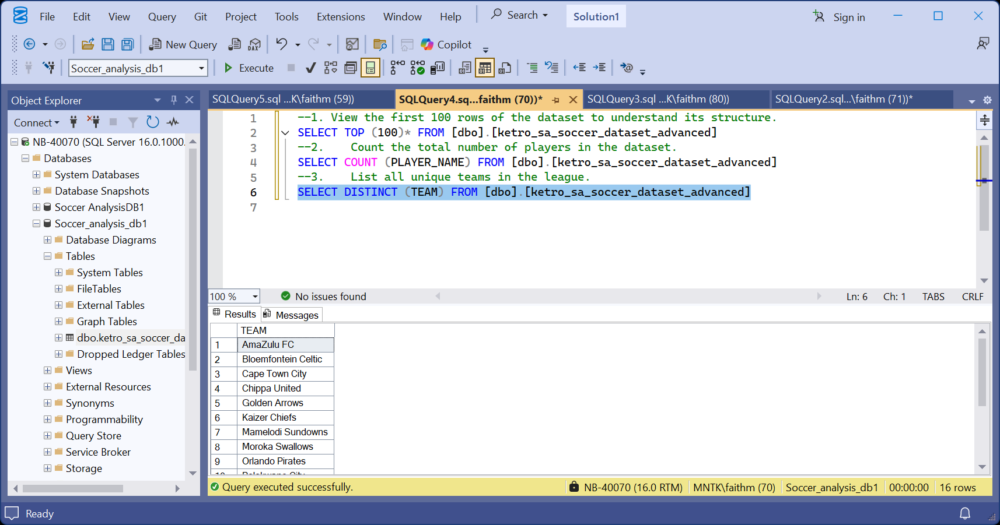 File Edit View Query Git Project Tools Extensions Window Help Search Solution1 Sign in
New Query DAX Copilot
Soccer_analysis_db1 Execute
Object Explorer
Connect
NB-40070 (SQL Server 16.0.1000.
Databases
System Databases
Database Snapshots
Soccer AnalysisDB1
Soccer_analysis_db1
Database Diagrams
Tables
System Tables
FileTables
External Tables
Graph Tables
dbo.ketro_sa_soccer_da
Dropped Ledger Tables
Views
External Resources
Synonyms
Programmability
Query Store
Service Broker
Storage
SQLQuery5.sql ...K\faithm (59)) SQLQuery4.sq...faithm (70))* SQLQuery3.sql ...K\faithm (80)) SQLQuery2.sql...\faithm (71))*
1 --1. View the first 100 rows of the dataset to understand its structure.
2 SELECT TOP (100)* FROM [dbo].[ketro_sa_soccer_dataset_advanced]
3 --2. Count the total number of players in the dataset.
4 SELECT COUNT (PLAYER_NAME) FROM [dbo].[ketro_sa_soccer_dataset_advanced]
5 --3. List all unique teams in the league.
6 SELECT DISTINCT (TEAM) FROM [dbo].[ketro_sa_soccer_dataset_advanced]
7
100 % No issues found Ln: 6 Ch: 1 TABS CRLF
Results Messages
TEAM
1 AmaZulu FC
2 Bloemfontein Celtic
3 Cape Town City
4 Chippa United
5 Golden Arrows
6 Kaizer Chiefs
7 Mamelodi Sundowns
8 Moroka Swallows
9 Orlando Pirates
Query executed successfully. NB-40070 (16.0 RTM) MNTK\faithm (70) Soccer_analysis_db1 00:00:00 16 rows
Ready